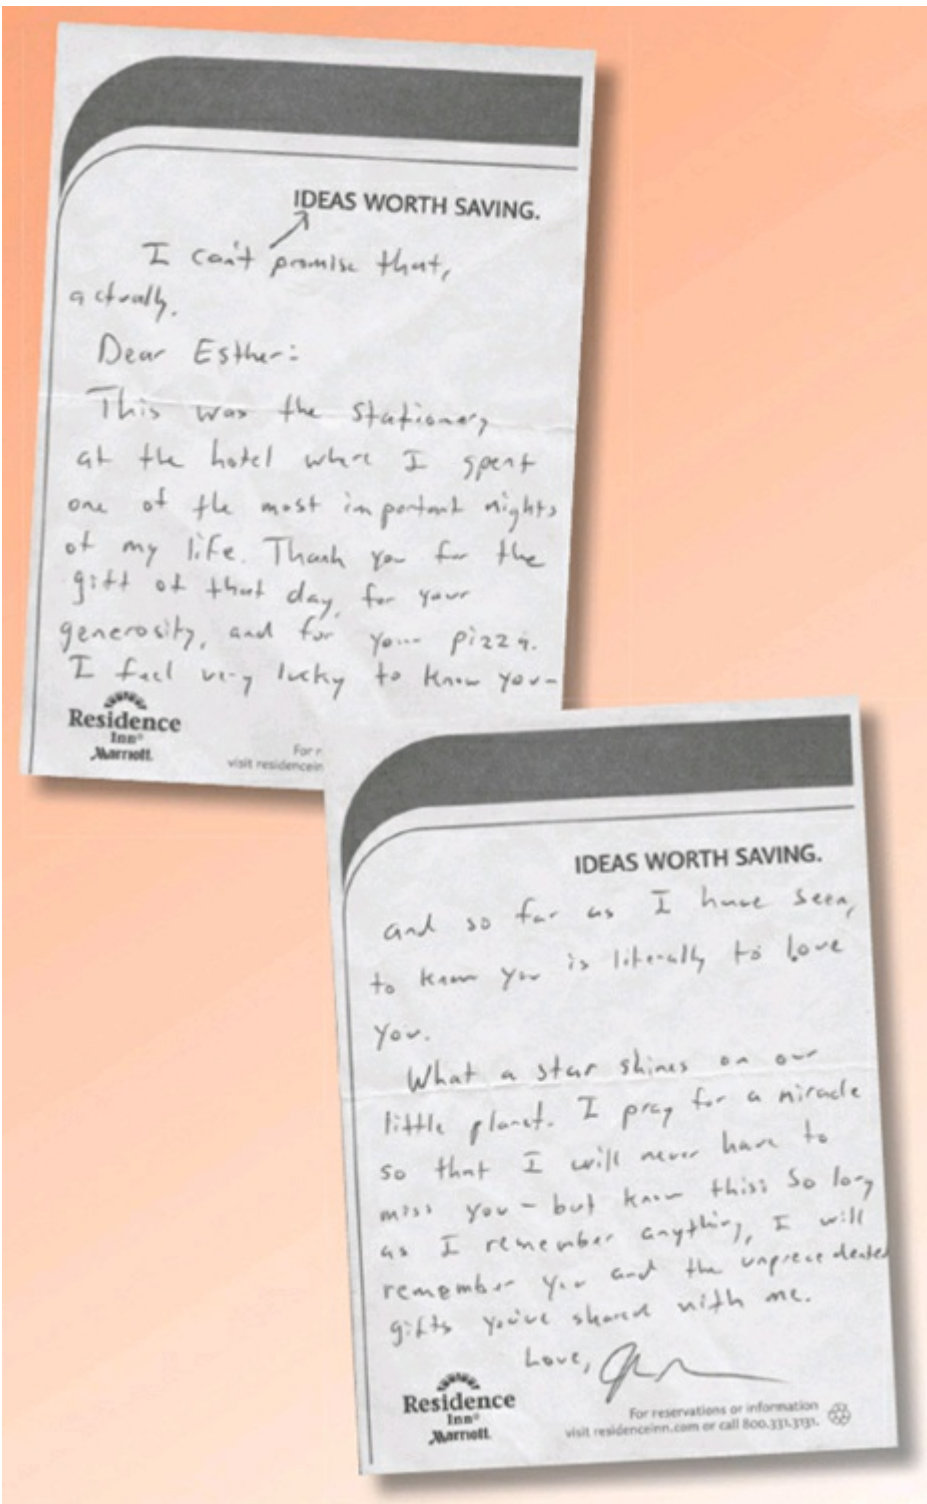 IDEAS WORTH SAVING.
I can't promise that,
actually.
Dear Esther:
This was the stationery
at the hotel where I spent
one of the most important nights
of my life. Thank you for the
gift of that day, for your
generosity, and for your pizza.
I feel very lucky to know you-
Residence
Inn®
Marriott
For r
visit residencein
IDEAS WORTH SAVING.
and so far as I have seen,
to know you is literally to love
you.
What a star shines on our
little planet. I pray for a miracle
so that I will never have to
miss you - but know this: So long
as I remember anything, I will
remember you and the unprecedented
gifts you've shared with me.
Love,
Residence
Inn®
Marriott
For reservations or information
visit residenceinn.com or call 800.331.3131.